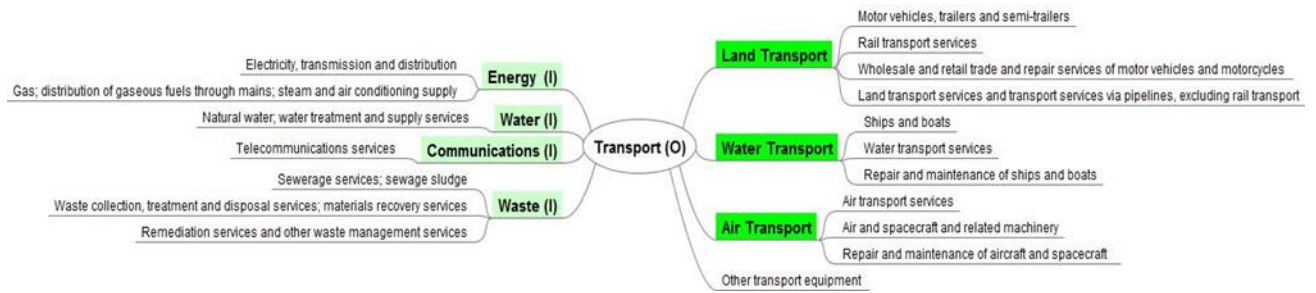 Electricity, transmission and distribution
Gas; distribution of gaseous fuels through mains; steam and air conditioning supply
Energy (I)
Natural water; water treatment and supply services
Water (I)
Telecommunications services
Communications (I)
Sewerage services; sewage sludge
Waste collection, treatment and disposal services; materials recovery services
Remediation services and other waste management services
Waste (I)
Transport (O)
Land Transport
Motor vehicles, trailers and semi-trailers
Rail transport services
Wholesale and retail trade and repair services of motor vehicles and motorcycles
Land transport services and transport services via pipelines, excluding rail transport
Water Transport
Ships and boats
Water transport services
Repair and maintenance of ships and boats
Air Transport
Air transport services
Air and spacecraft and related machinery
Repair and maintenance of aircraft and spacecraft
Other transport equipment